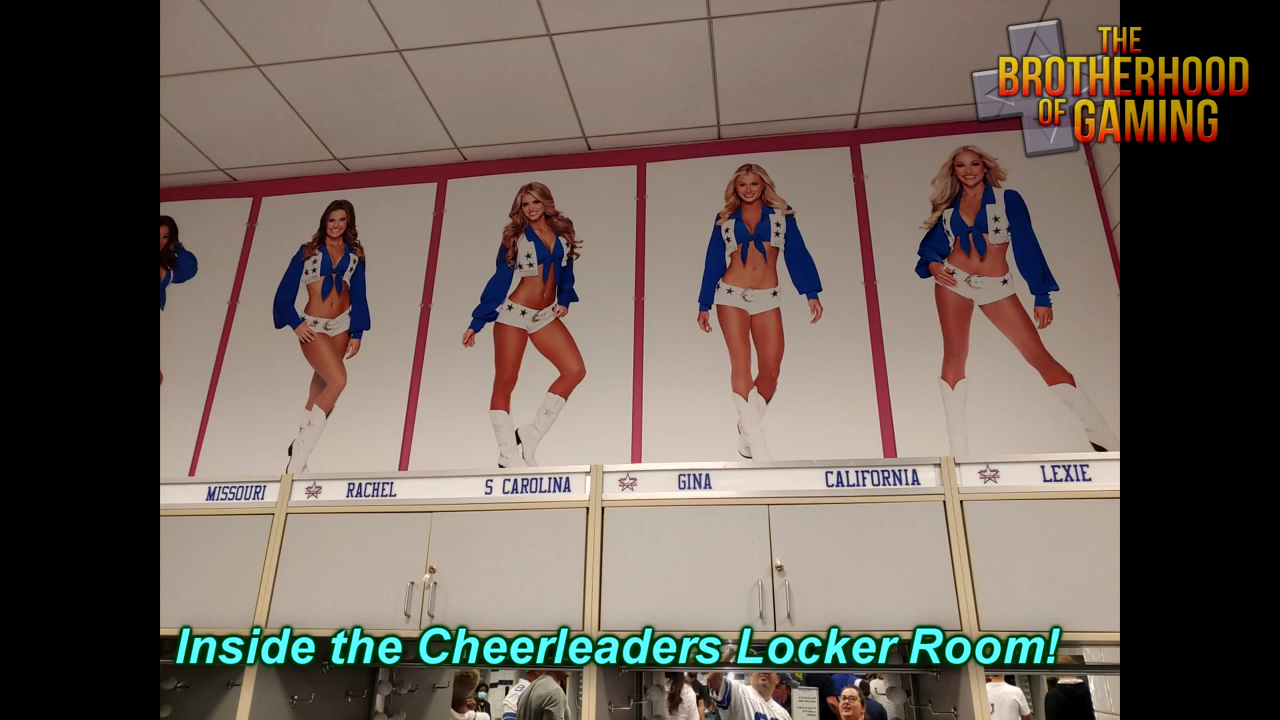 THE
BROTHERHOOD
OF GAMING
MISSOURI RACHEL S CAROLINA GINA CALIFORNIA LEXIE
Inside the Cheerleaders Locker Room!